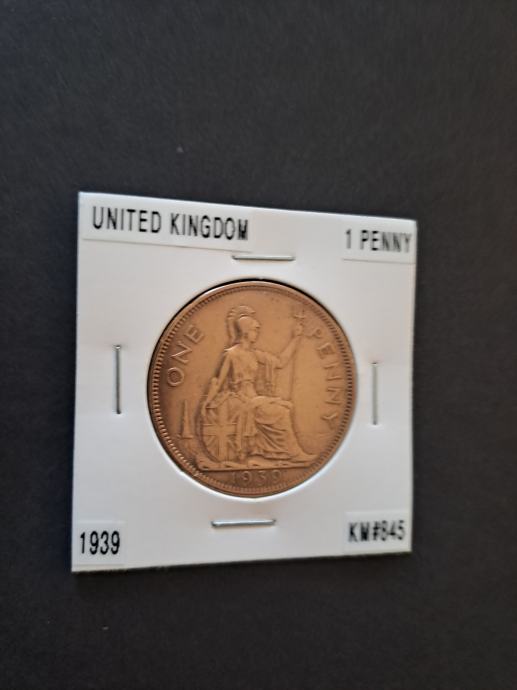 UNITED KINGDOM
1 PENNY
ONE PENNY
1939
1939
KM#845